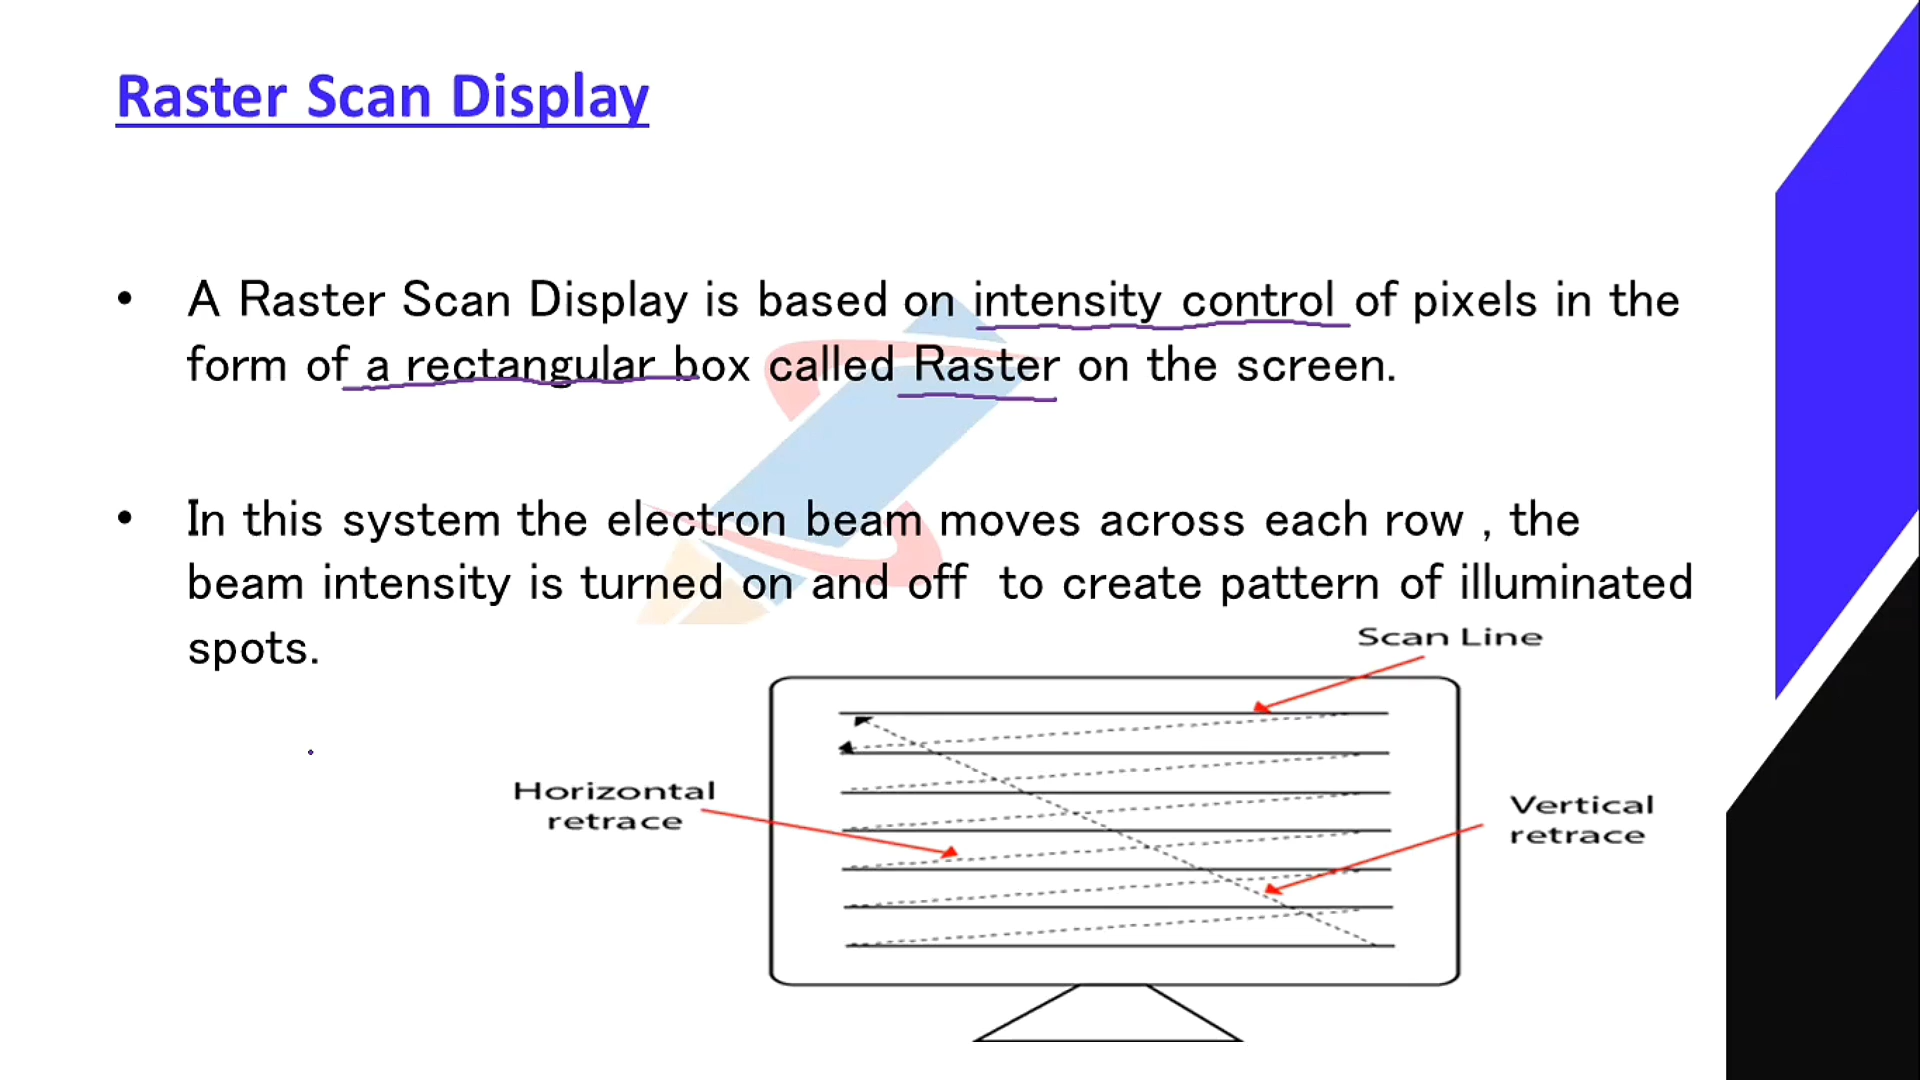 Raster Scan Display
• A Raster Scan Display is based on intensity control of pixels in the
form of a rectangular box called Raster on the screen.
• In this system the electron beam moves across each row , the
beam intensity is turned on and off to create pattern of illuminated
spots.
Scan Line
Horizontal
retrace
Vertical
retrace